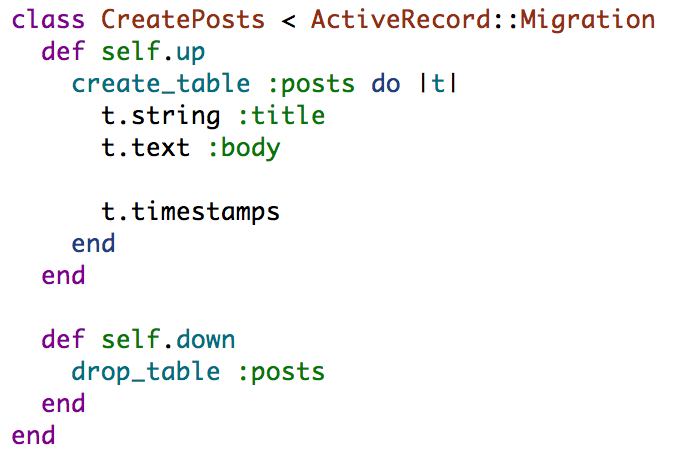 class CreatePosts < ActiveRecord::Migration
  def self.up
    create_table :posts do |t|
      t.string :title
      t.text :body

      t.timestamps
    end
  end

  def self.down
    drop_table :posts
  end
end